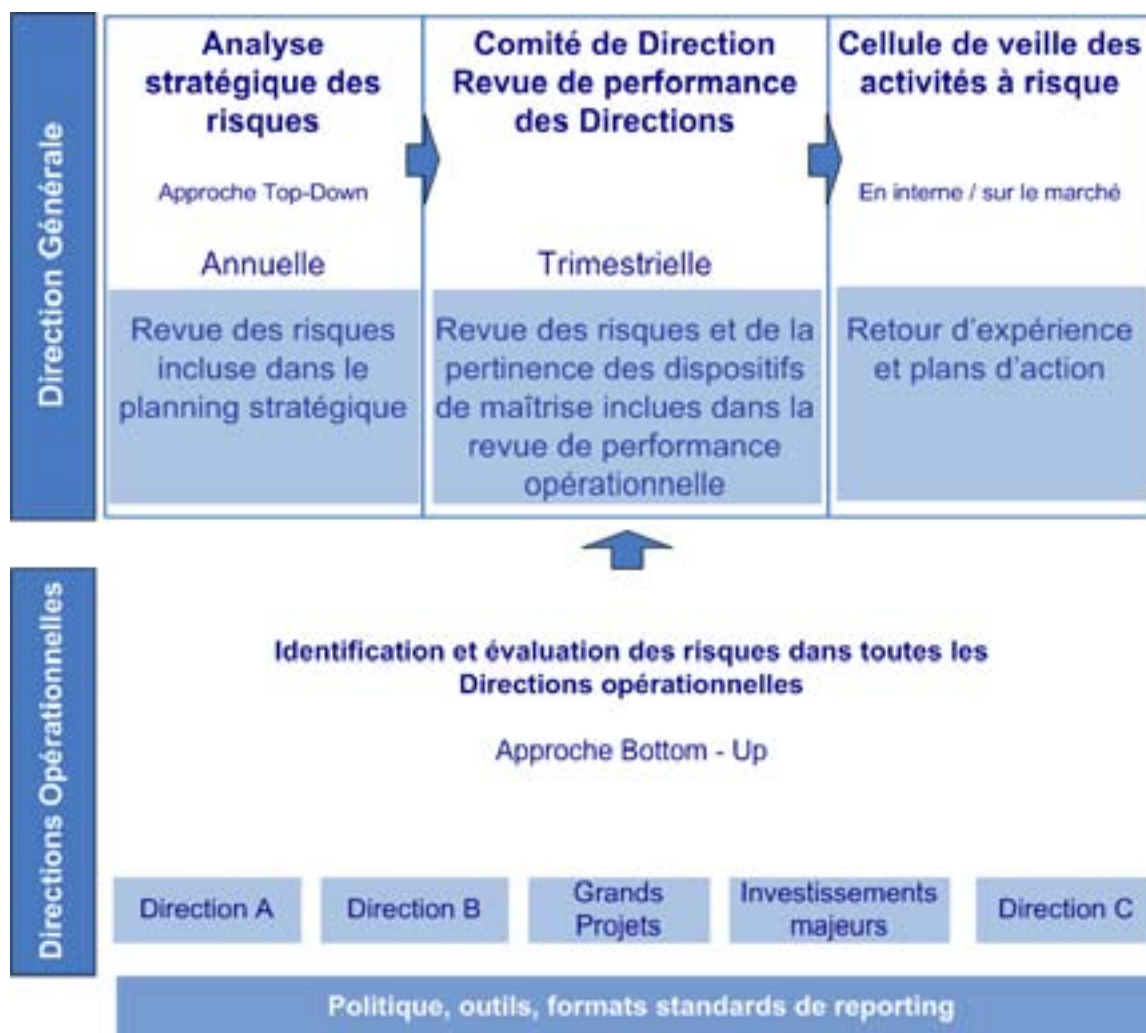 Direction Générale
Analyse
stratégique des
risques
Approche Top-Down
Annuelle
Revue des risques
incluse dans le
planning stratégique
Comité de Direction
Revue de performance
des Directions
Trimestrielle
Revue des risques et de la
pertinence des dispositifs
de maîtrise inclues dans la
revue de performance
opérationnelle
Cellule de veille des
activités à risque
En interne / sur le marché
Retour d'expérience
et plans d'action
Directions Opérationnelles
Identification et évaluation des risques dans toutes les
Directions opérationnelles
Approche Bottom - Up
Direction A
Direction B
Grands
Projets
Investissements
majeurs
Direction C
Politique, outils, formats standards de reporting